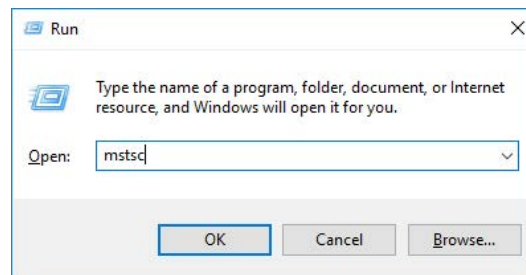 Run
Type the name of a program, folder, document, or Internet
resource, and Windows will open it for you.
Open: mstsc
OK Cancel Browse...